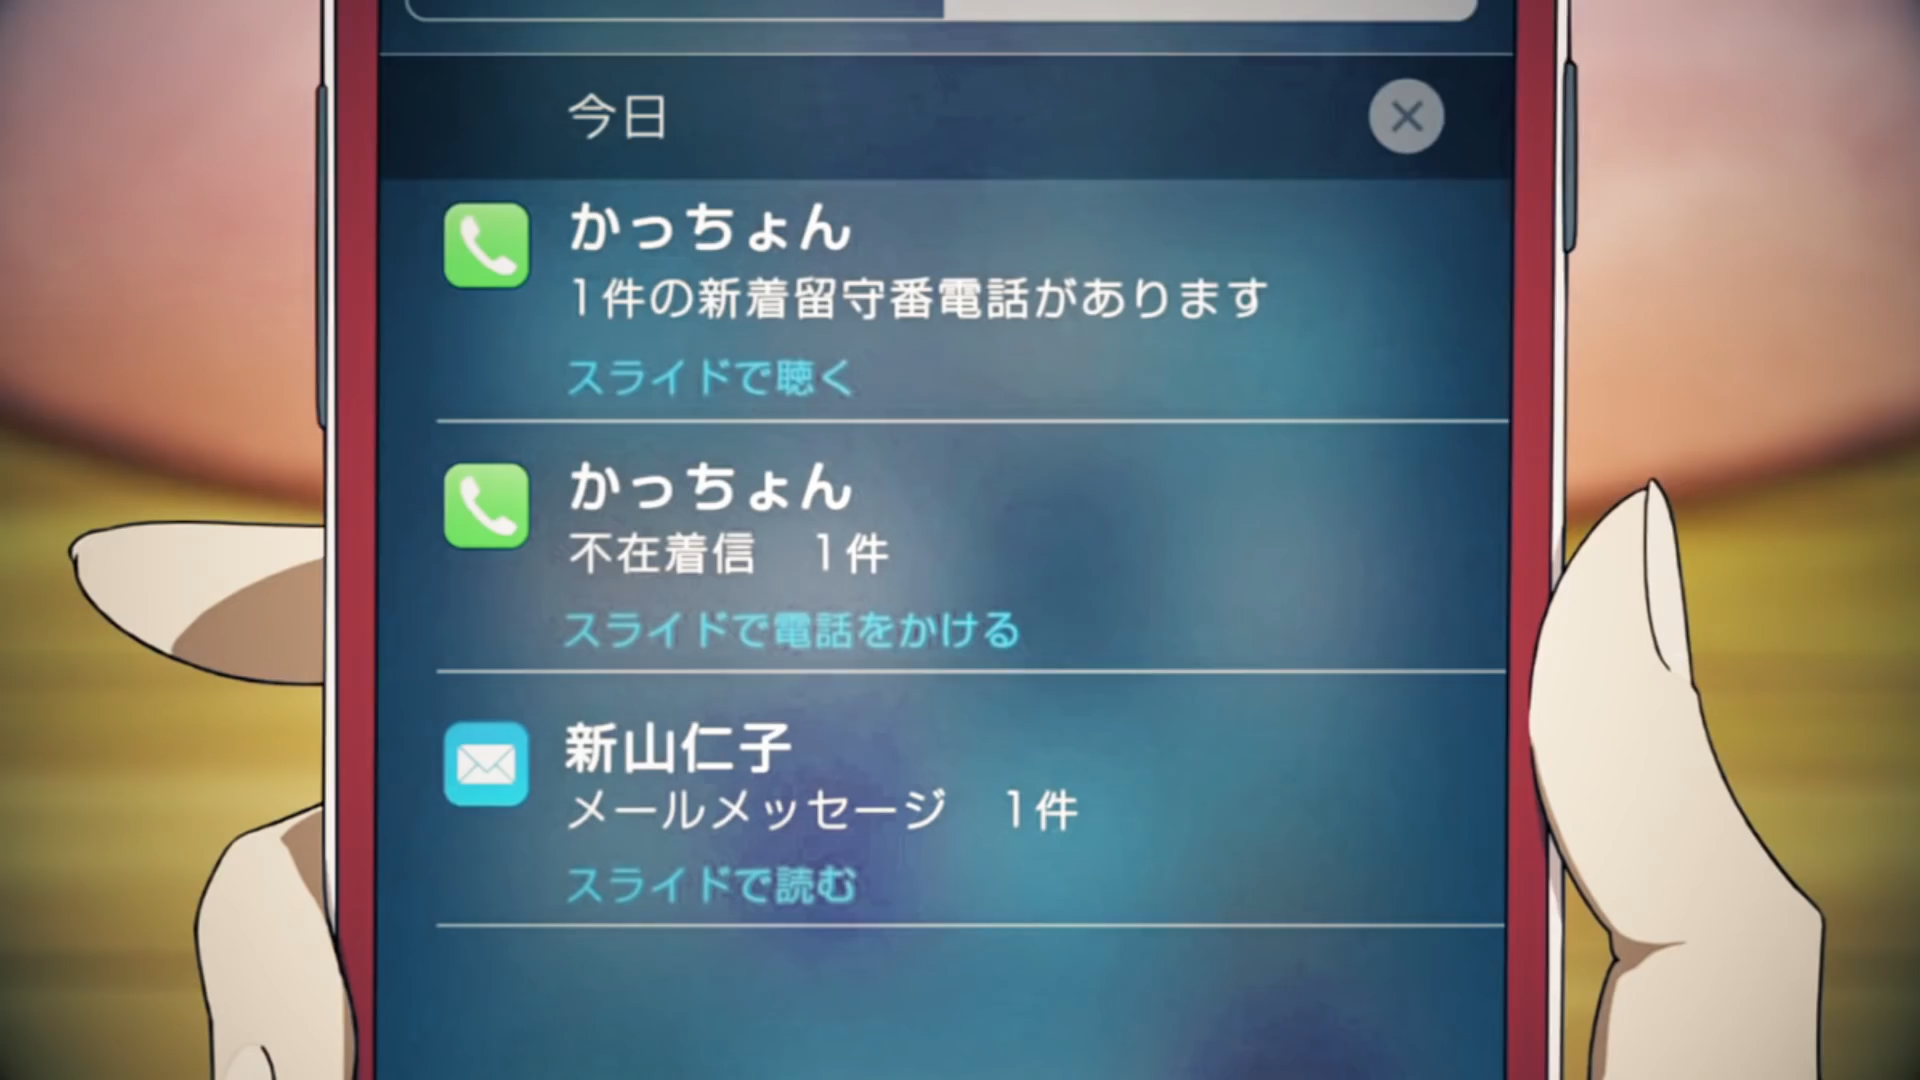 今日
かっちょん
1件の新着留守番電話があります
スライドで聴く
かっちょん
不在着信　1件
スライドで電話をかける
新山仁子
メールメッセージ　1件
スライドで読む